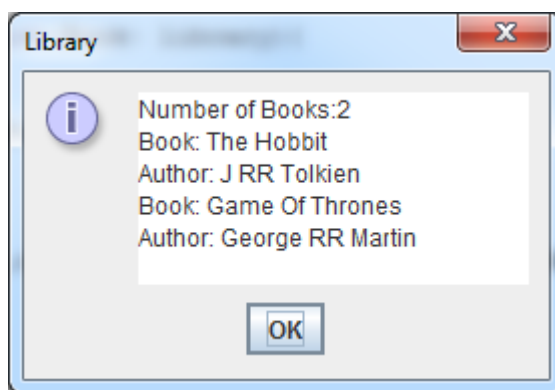 Library
Number of Books:2
Book: The Hobbit
Author: J RR Tolkien
Book: Game Of Thrones
Author: George RR Martin
OK